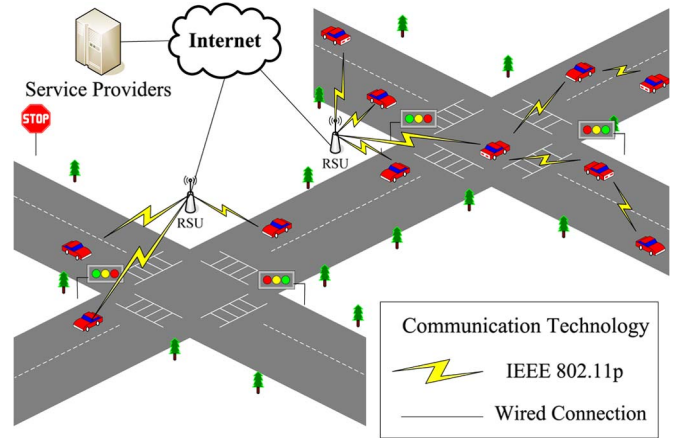 Internet
Service Providers
STOP
RSU
RSU
Communication Technology
IEEE 802.11p
Wired Connection